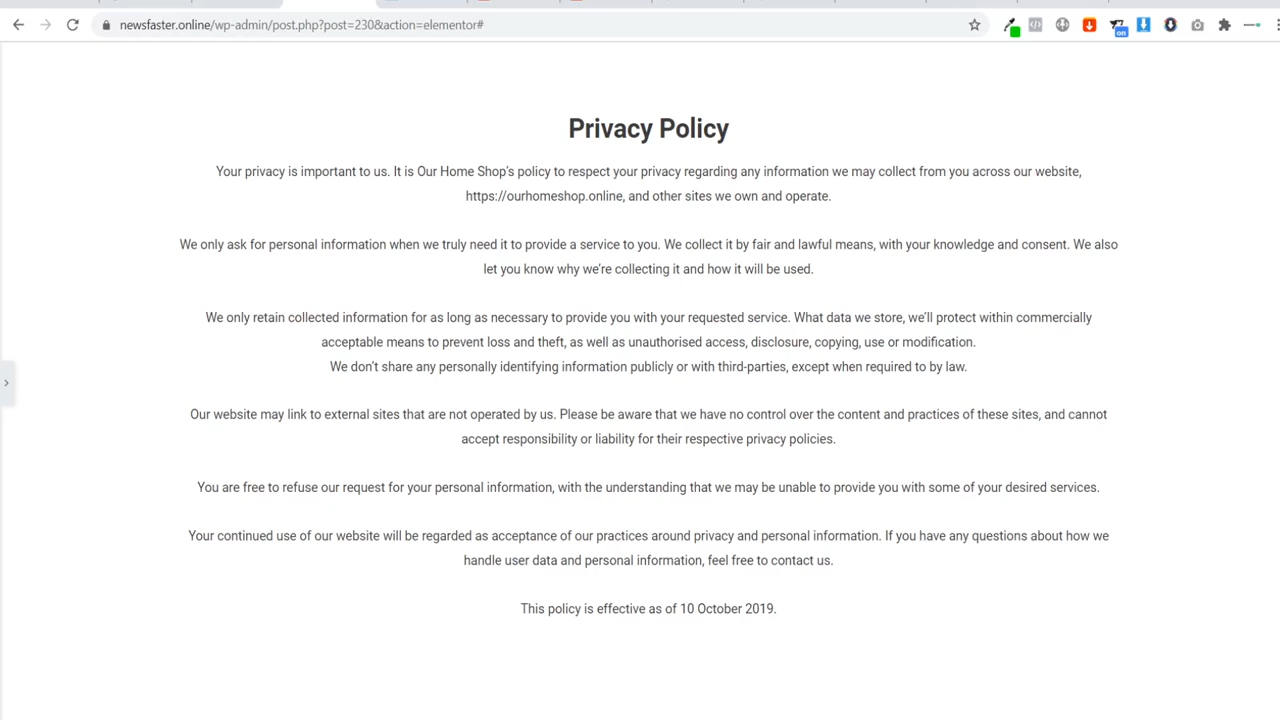 newsfaster.online/wp-admin/post.php?post=230&action=elementor#
on
Privacy Policy
Your privacy is important to us. It is Our Home Shop's policy to respect your privacy regarding any information we may collect from you across our website,
https://ourhomeshop.online, and other sites we own and operate.
We only ask for personal information when we truly need it to provide a service to you. We collect it by fair and lawful means, with your knowledge and consent. We also
let you know why we're collecting it and how it will be used.
We only retain collected information for as long as necessary to provide you with your requested service. What data we store, we'll protect within commercially
acceptable means to prevent loss and theft, as well as unauthorised access, disclosure, copying, use or modification.
We don't share any personally identifying information publicly or with third-parties, except when required to by law.
Our website may link to external sites that are not operated by us. Please be aware that we have no control over the content and practices of these sites, and cannot
accept responsibility or liability for their respective privacy policies.
You are free to refuse our request for your personal information, with the understanding that we may be unable to provide you with some of your desired services.
Your continued use of our website will be regarded as acceptance of our practices around privacy and personal information. If you have any questions about how we
handle user data and personal information, feel free to contact us.
This policy is effective as of 10 October 2019.